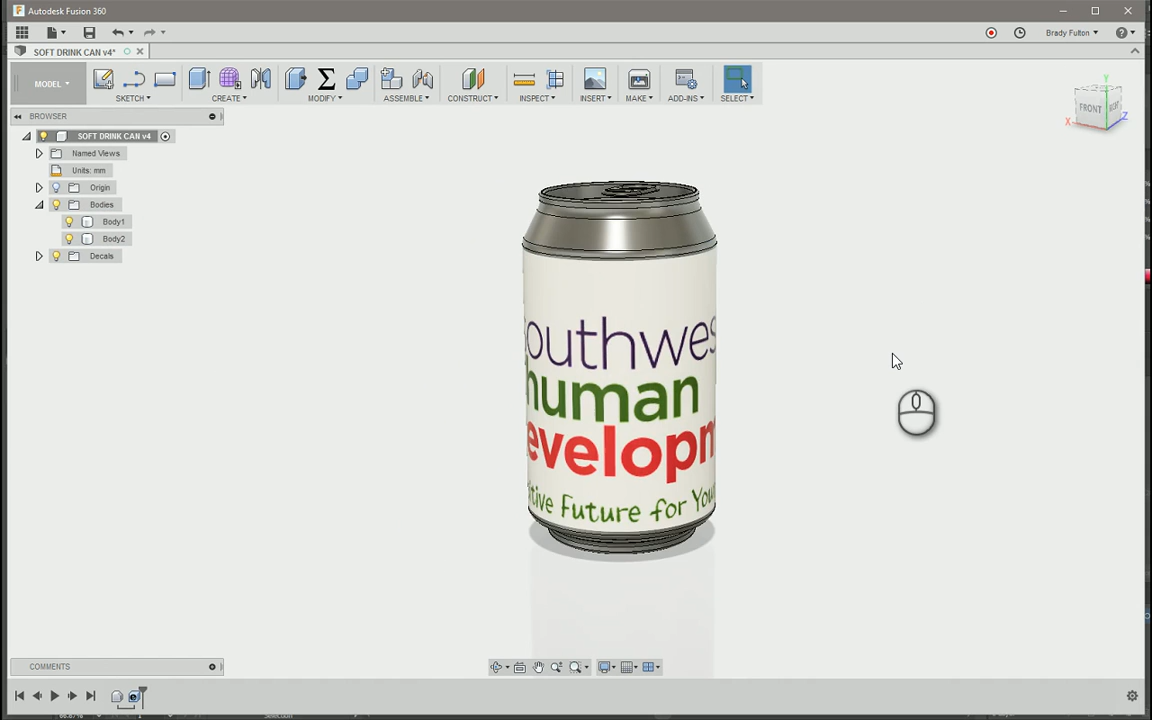 Autodesk Fusion 360
Brady Fulton
SOFT DRINK CAN v4*
MODEL
SKETCH
CREATE
MODIFY
ASSEMBLE
CONSTRUCT
INSPECT
INSERT
MAKE
ADD-INS
SELECT
BROWSER
SOFT DRINK CAN v4
Named Views
Units: mm
Origin
Bodies
Body1
Body2
Decals
Y
FRONT
X
Z
outhwes
human
evelopm
tive Future for You
COMMENTS